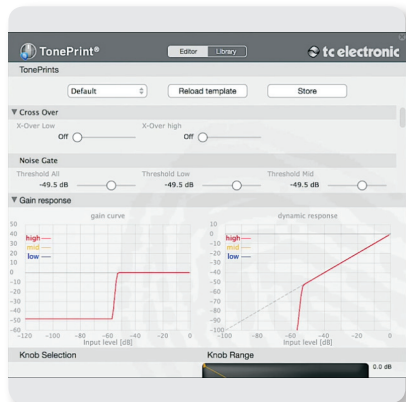 TonePrint®
Editor Library
tc electronic
TonePrints
Default Reload template Store
Cross Over
X-Over Low X-Over high
Off Off
Noise Gate
Threshold All Threshold Low Threshold Mid
-49.5 dB -49.5 dB -49.5 dB
Gain response
gain curve dynamic response
50 10
40 0
30 -10
20 -20
10 -30
0 -40
-10 -50
-20 -60
-30 -70
-40 -80
-50 -90
-60 -100
high high
mid mid
low low
-120 -100 -80 -60 -40 -20 0 -100 -80 -60 -40 -20 0
Input level [dB] Input level [dB]
Knob Selection Knob Range
0.0 dB